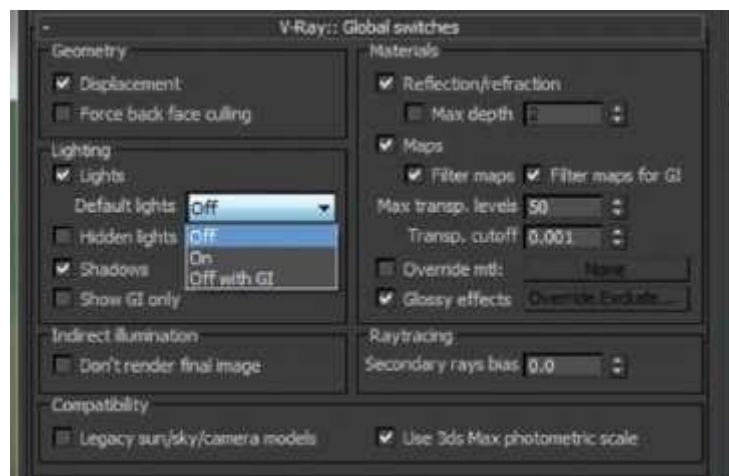 - V-Ray:: Global switches
Geometry
Displacement
Force back face culling
Lighting
Lights
Default lights Off
Off
On
Off with GI
Hidden lights
Shadows
Show GI only
Indirect illumination
Don't render final image
Compatibility
Legacy sun/sky/camera models
Use 3ds Max photometric scale
Materials
Reflection/refraction
Max depth 2
Maps
Filter maps Filter maps for GI
Max transp. levels 50
Transp. cutoff 0.001
Override mtl: None
Glossy effects Override Exclude...
Raytracing
Secondary rays bias 0.0